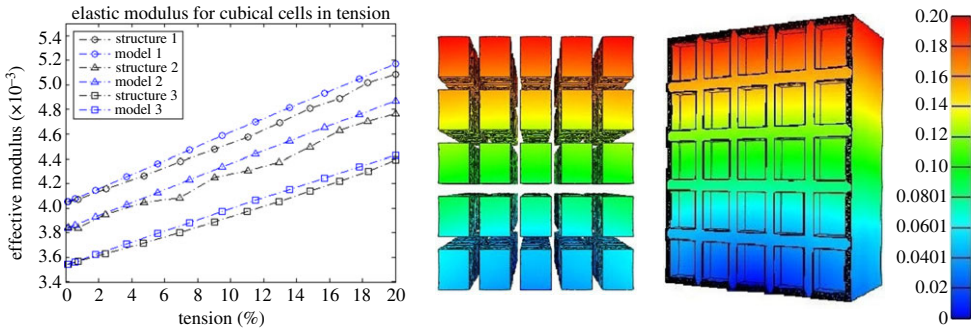 elastic modulus for cubical cells in tension
effective modulus (×10⁻³)
5.4
5.2
5.0
4.8
4.6
4.4
4.2
4.0
3.8
3.6
3.4
structure 1
model 1
structure 2
model 2
structure 3
model 3
0 2 4 6 8 10 12 14 16 18 20
tension (%)
0.20
0.18
0.16
0.14
0.12
0.10
0.0801
0.0601
0.0401
0.02
0